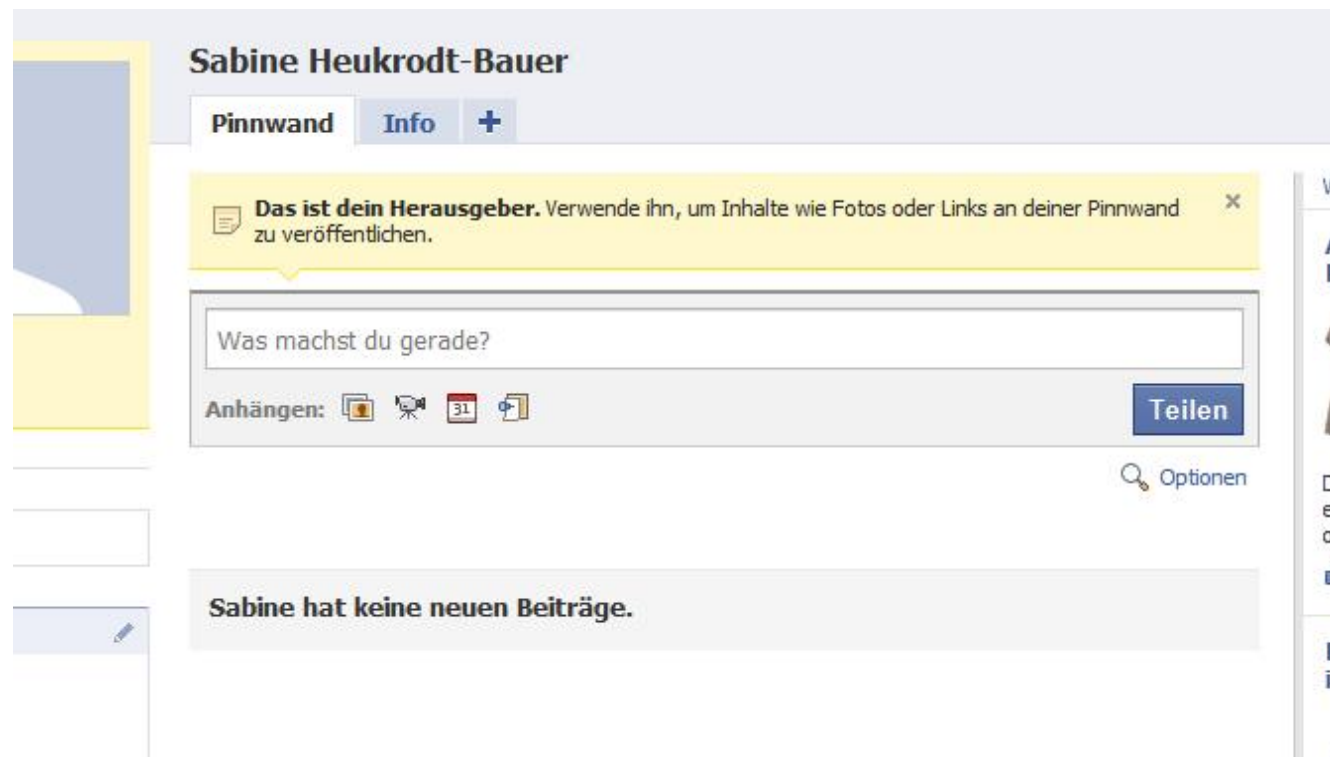 Sabine Heukrodt-Bauer
Pinnwand Info +
Das ist dein Herausgeber. Verwende ihn, um Inhalte wie Fotos oder Links an deiner Pinnwand
zu veröffentlichen.
Was machst du gerade?
Anhängen: 31 Teilen
Optionen
Sabine hat keine neuen Beiträge.